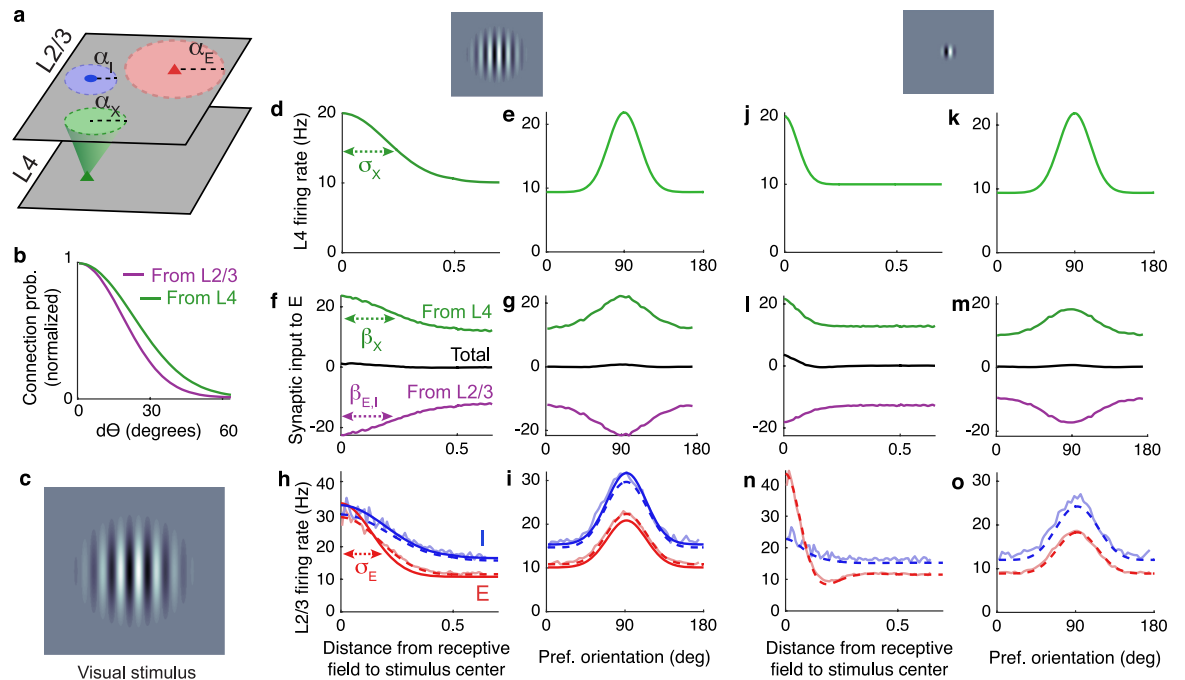 a
L2/3
α_I
α_E
α_X
L4
b
1
Connection prob.
(normalized)
From L2/3
From L4
0
0
30
60
dΘ (degrees)
c
Visual stimulus
d
L4 firing rate (Hz)
20
10
0
σ_X
0
0.5
e
20
10
0
0
90
180
f
Synaptic input to E
20
0
-20
From L4
β_X
Total
β_E,I
From L2/3
0
0.5
g
20
0
-20
0
90
180
h
L2/3 firing rate (Hz)
40
30
20
10
0
I
σ_E
E
0
0.5
Distance from receptive
field to stimulus center
i
30
20
10
0
0
90
180
Pref. orientation (deg)
j
20
10
0
0
0.5
k
20
10
0
0
90
180
l
20
0
-20
0
0.5
m
20
0
-20
0
90
180
n
40
30
20
10
0
0
0.5
Distance from receptive
field to stimulus center
o
30
20
10
0
0
90
180
Pref. orientation (deg)